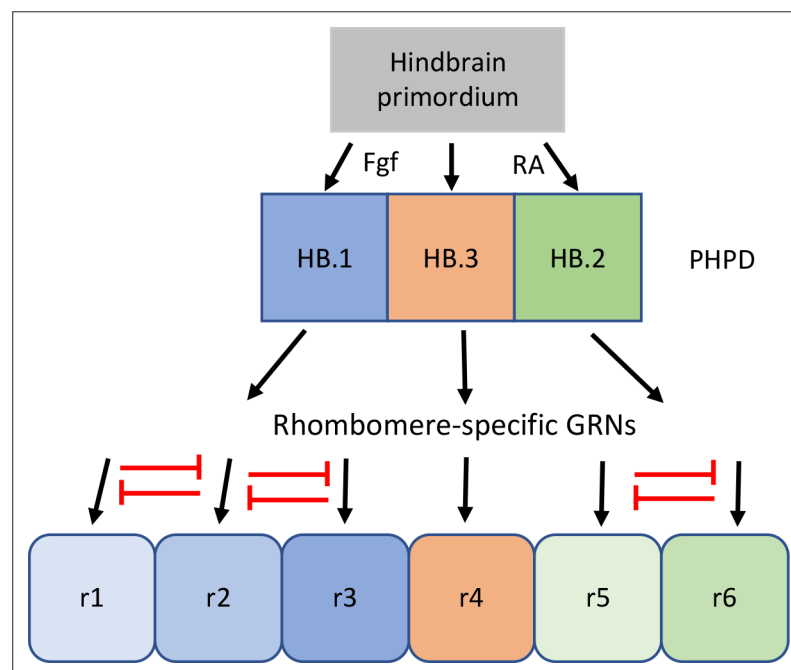 Hindbrain
primordium
Fgf
RA
HB.1
HB.3
HB.2
PHPD
Rhombomere-specific GRNs
r1
r2
r3
r4
r5
r6